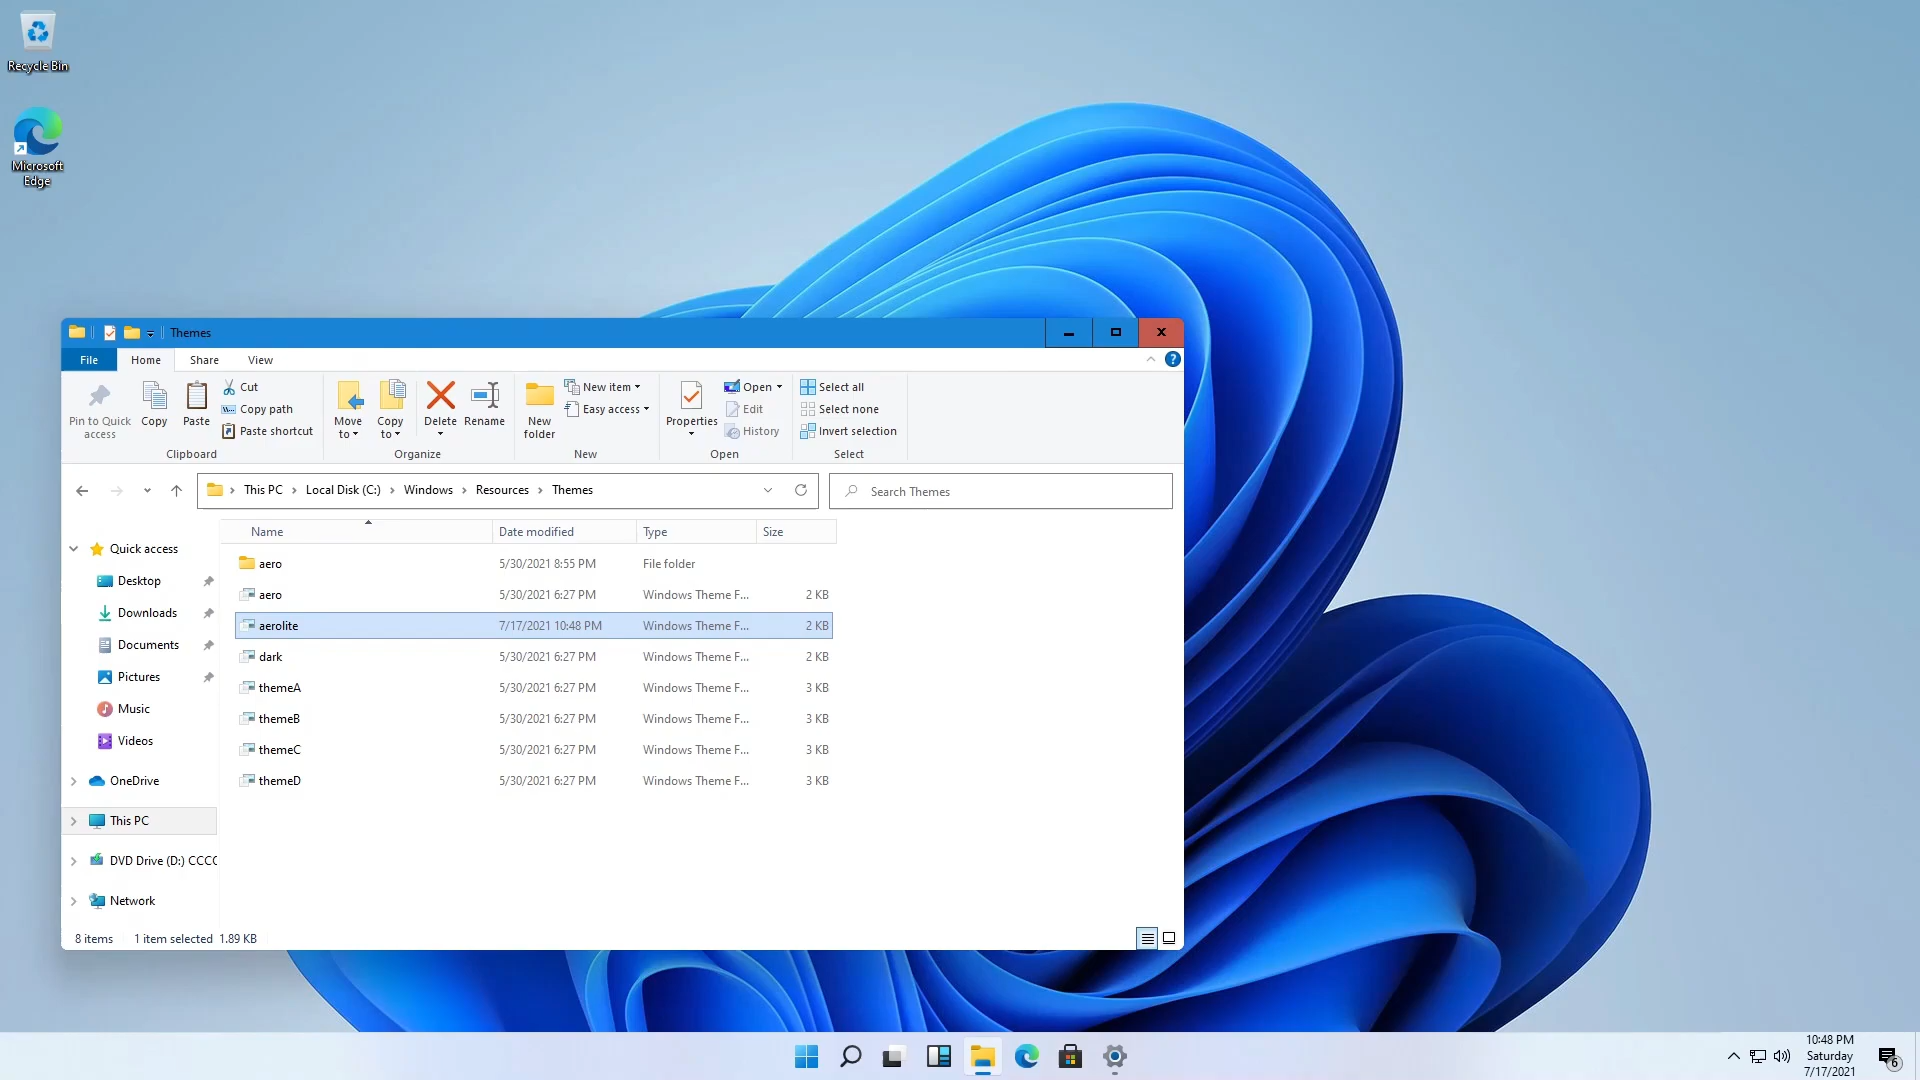 Recycle Bin
Microsoft
Edge
Themes
File Home Share View
?
Pin to Quick
access
Copy
Paste
Cut
Copy path
Paste shortcut
Clipboard
Move
to
Copy
to
Delete
Rename
Organize
New
folder
New item
Easy access
New
Properties
Open
Edit
History
Open
Select all
Select none
Invert selection
Select
This PC Local Disk (C:) Windows Resources Themes
Search Themes
Name Date modified Type Size
Quick access
Desktop
Downloads
Documents
Pictures
Music
Videos
OneDrive
This PC
DVD Drive (D:) CCCC
Network
aero 5/30/2021 8:55 PM File folder
aero 5/30/2021 6:27 PM Windows Theme F... 2 KB
aerolite 7/17/2021 10:48 PM Windows Theme F... 2 KB
dark 5/30/2021 6:27 PM Windows Theme F... 2 KB
themeA 5/30/2021 6:27 PM Windows Theme F... 3 KB
themeB 5/30/2021 6:27 PM Windows Theme F... 3 KB
themeC 5/30/2021 6:27 PM Windows Theme F... 3 KB
themeD 5/30/2021 6:27 PM Windows Theme F... 3 KB
8 items 1 item selected 1.89 KB
10:48 PM
Saturday
7/17/2021
6